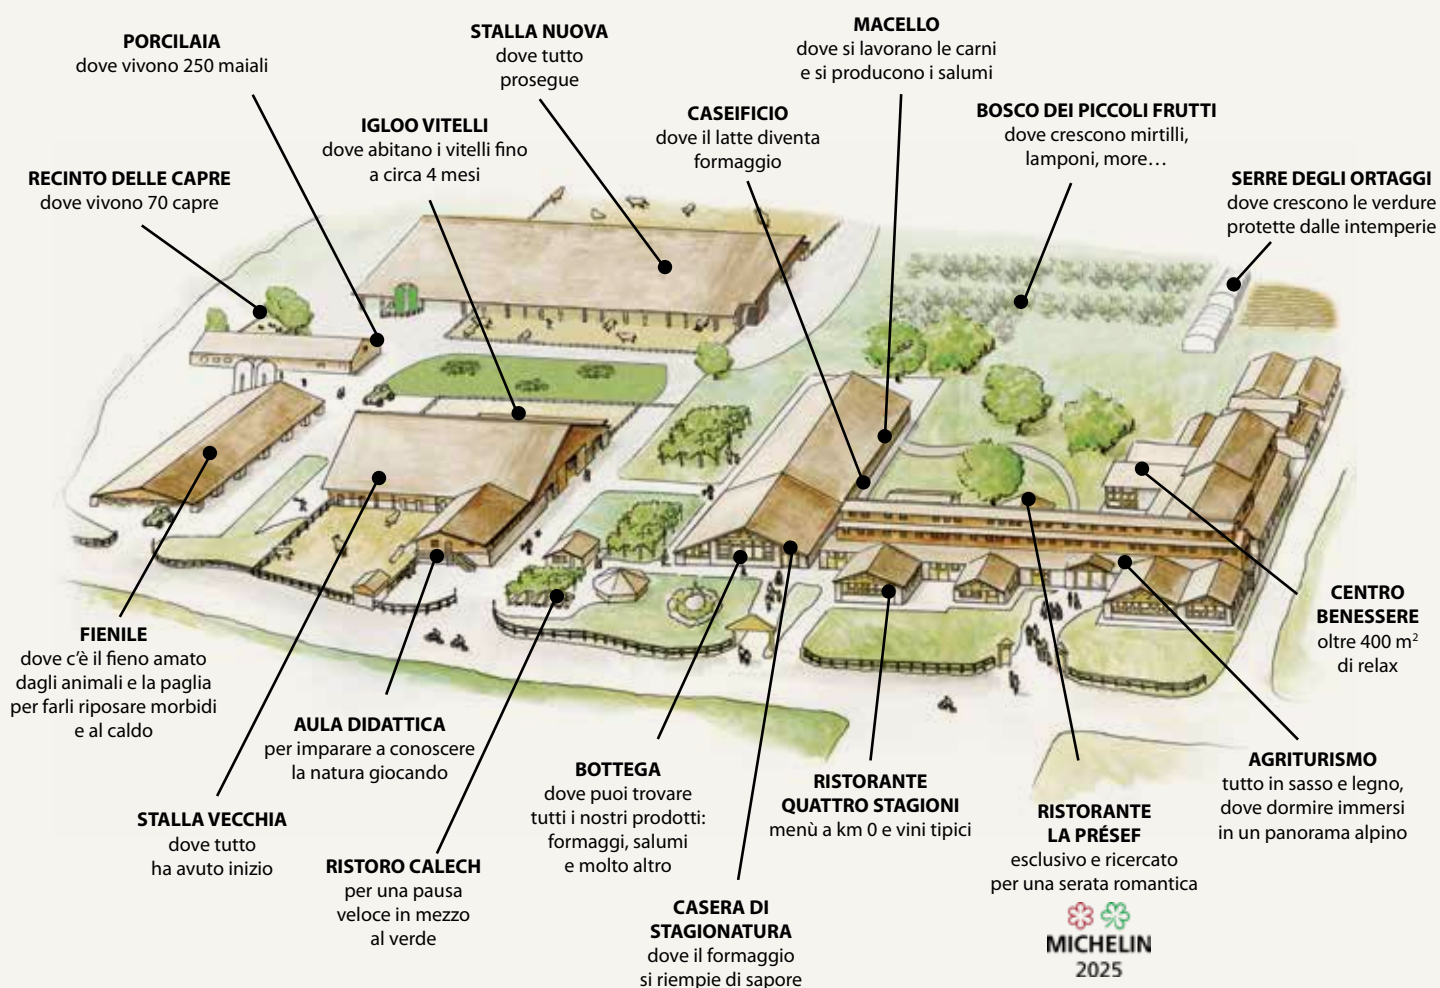 PORCILAIA
dove vivono 250 maiali
STALLA NUOVA
dove tutto
prosegue
MACELLO
dove si lavorano le carni
e si producono i salumi
IGLOO VITELLI
dove abitano i vitelli fino
a circa 4 mesi
CASEIFICIO
dove il latte diventa
formaggio
BOSCO DEI PICCOLI FRUTTI
dove crescono mirtilli,
lamponi, more…
RECINTO DELLE CAPRE
dove vivono 70 capre
SERRE DEGLI ORTAGGI
dove crescono le verdure
protette dalle intemperie
FIENILE
dove c'è il fieno amato
dagli animali e la paglia
per farli riposare morbidi
e al caldo
STALLA VECCHIA
dove tutto
ha avuto inizio
AULA DIDATTICA
per imparare a conoscere
la natura giocando
RISTORO CALECH
per una pausa
veloce in mezzo
al verde
BOTTEGA
dove puoi trovare
tutti i nostri prodotti:
formaggi, salumi
e molto altro
CASERA DI
STAGIONATURA
dove il formaggio
si riempie di sapore
RISTORANTE
QUATTRO STAGIONI
menù a km 0 e vini tipici
RISTORANTE
LA PRÉSEF
esclusivo e ricercato
per una serata romantica
MICHELIN
2025
AGRITURISMO
tutto in sasso e legno,
dove dormire immersi
in un panorama alpino
CENTRO
BENESSERE
oltre 400 m²
di relax